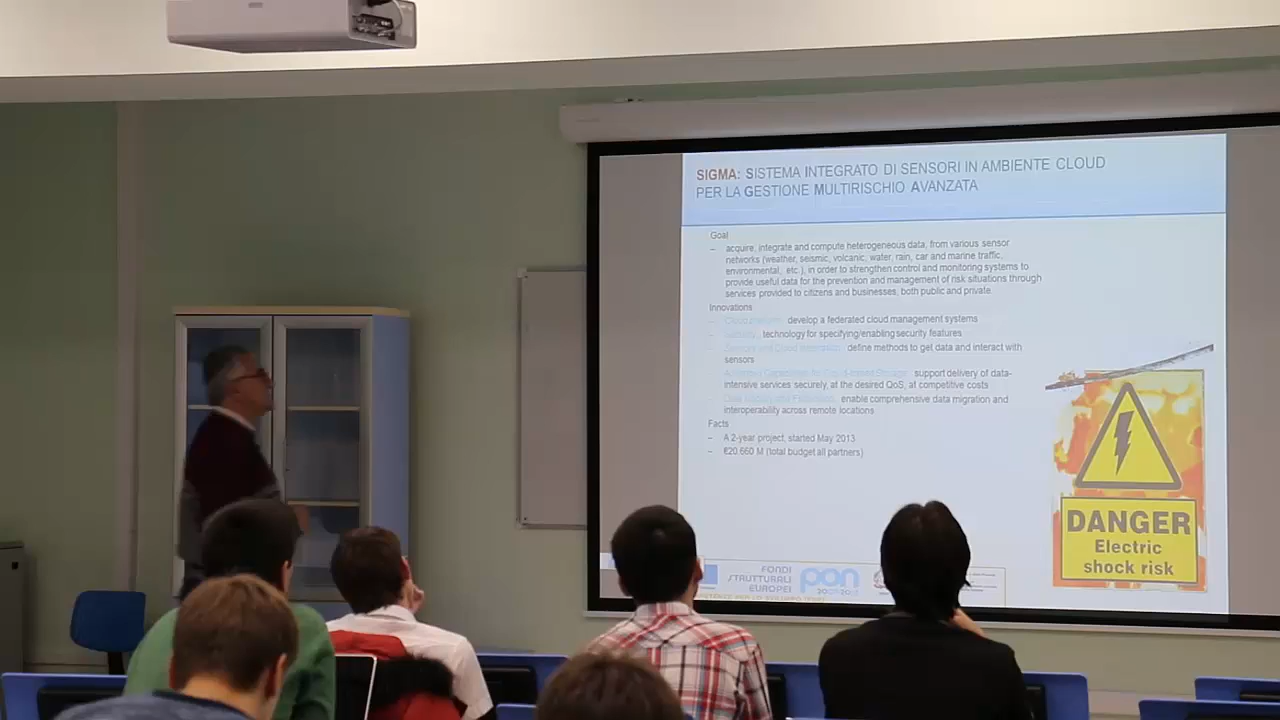 SIGMA: SISTEMA INTEGRATO DI SENSORI IN AMBIENTE CLOUD
PER LA GESTIONE MULTIRISCHIO AVANZATA
Goal
– acquire, integrate and compute heterogeneous data, from various sensor
networks (weather, seismic, volcanic, water, rain, car and marine traffic,
environmental, etc.), in order to strengthen control and monitoring systems to
provide useful data for the prevention and management of risk situations through
services provided to citizens and businesses, both public and private.
Innovations
– Cloud develop a federated cloud management systems
– technology for specifying/enabling security features
– Cloud define methods to get data and interact with
sensors
– support delivery of data-
intensive services securely, at the desired QoS, at competitive costs
– enable comprehensive data migration and
interoperability across remote locations
Facts
– A 2-year project, started May 2013
– €20.660 M (total budget all partners)
DANGER
Electric
shock risk
FONDI
STRUTTURALI
EUROPEI
pon
2007-2013